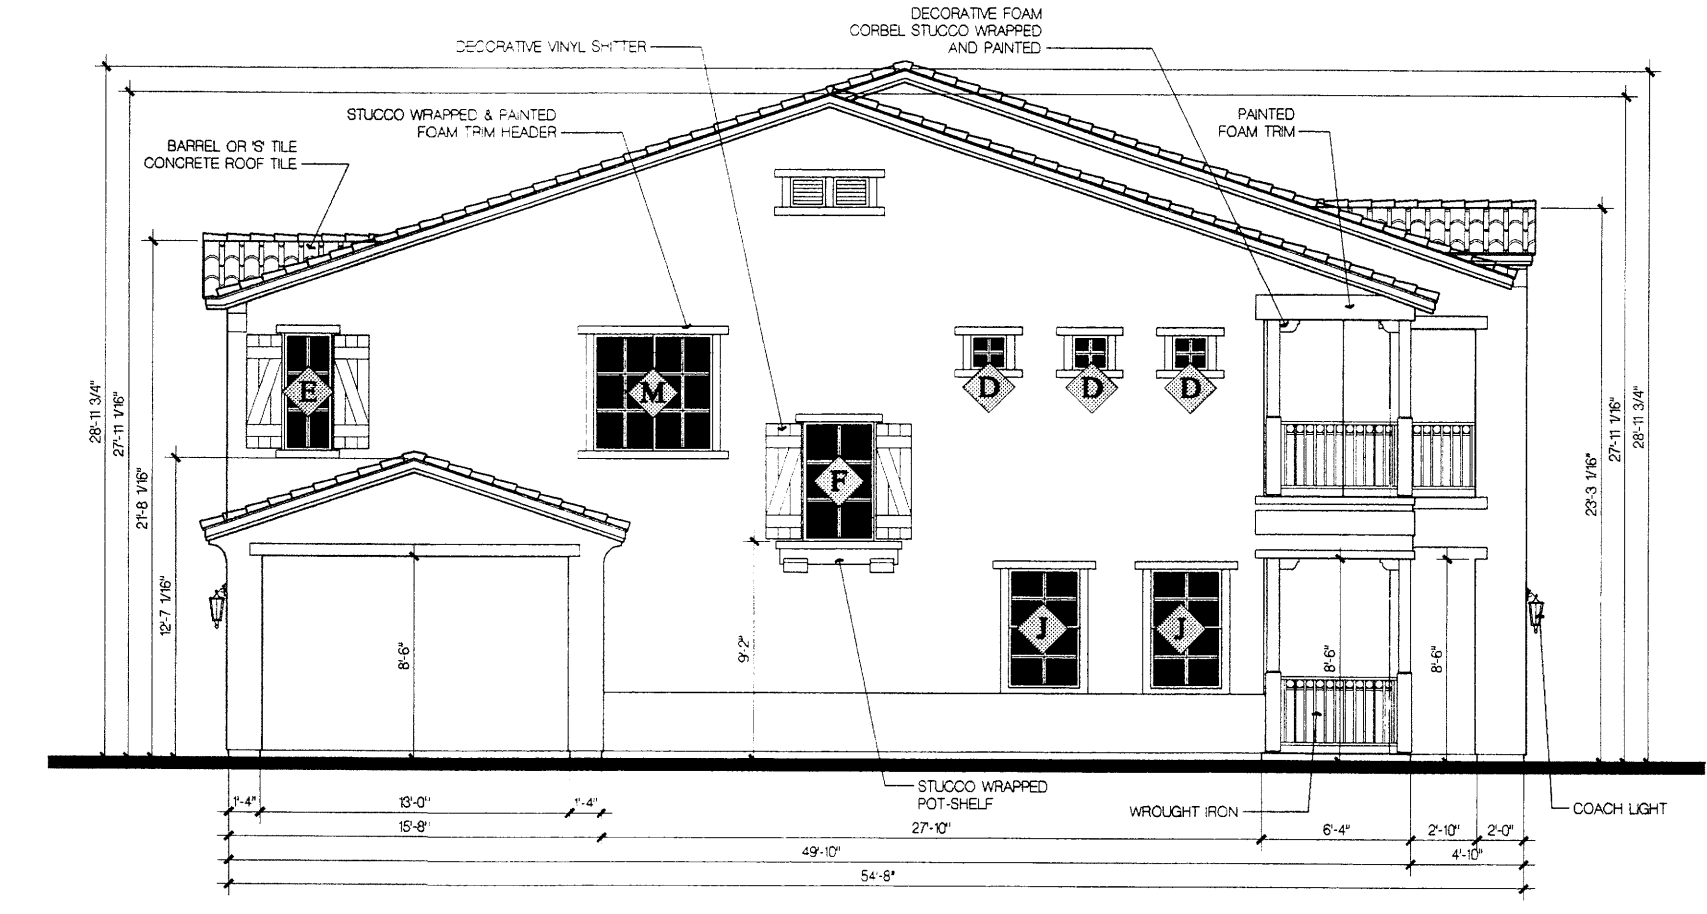 DECORATIVE FOAM
CORBEL STUCCO WRAPPED
AND PAINTED
DECORATIVE VINYL SHTTER
STUCCO WRAPPED & PAINTED
FOAM TRIM HEADER
PAINTED
FOAM TRIM
BARREL OR 'S' TILE
CONCRETE ROOF TILE
28'-11 3/4"
27'-11 1/16"
21'-8 1/16"
12'-7 1/16"
23'-3 1/16"
27'-11 1/16"
28'-11 3/4"
E
M
D
D
D
F
J
J
8'-6"
9'-2"
8'-6"
8'-6"
STUCCO WRAPPED
POT-SHELF
WROUGHT IRON
COACH LIGHT
1'-4"
13'-0"
1'-4"
15'-8"
27'-10"
6'-4"
2'-10"
2'-0"
49'-10"
4'-10"
54'-8"